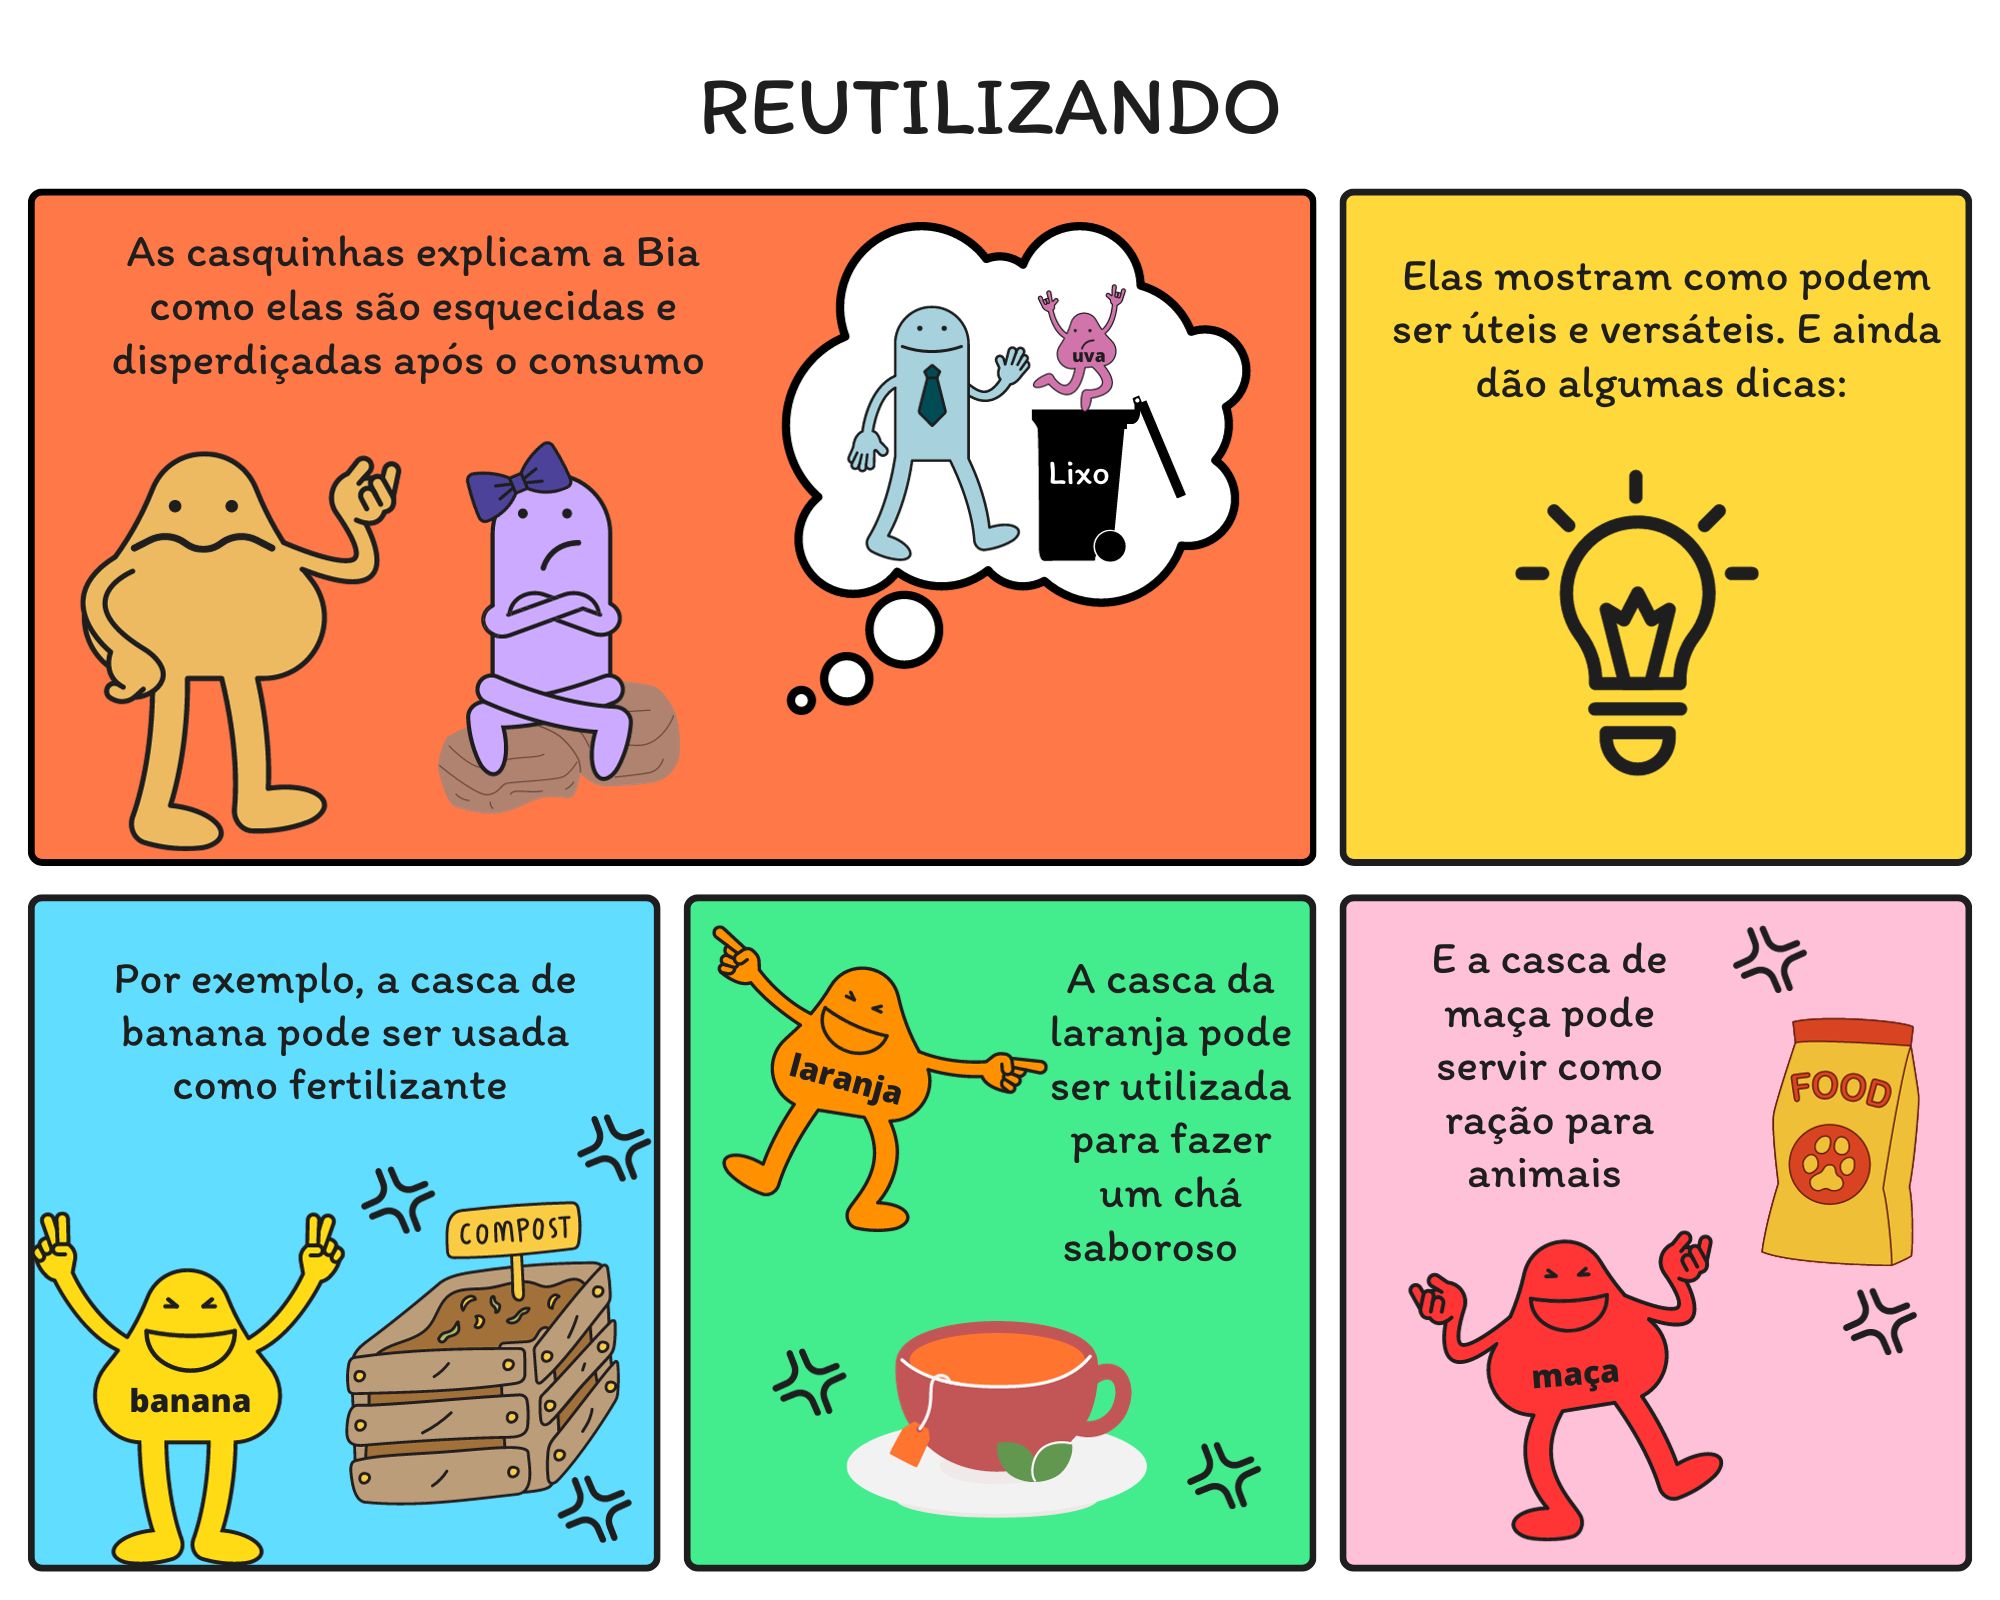 REUTILIZANDO
As casquinhas explicam a Bia
como elas são esquecidas e
disperdiçadas após o consumo
uva
Lixo
Elas mostram como podem
ser úteis e versáteis. E ainda
dão algumas dicas:
Por exemplo, a casca de
banana pode ser usada
como fertilizante
COMPOST
banana
A casca da
laranja pode
ser utilizada
para fazer
um chá
saboroso
laranja
E a casca de
maça pode
servir como
ração para
animais
FOOD
maça